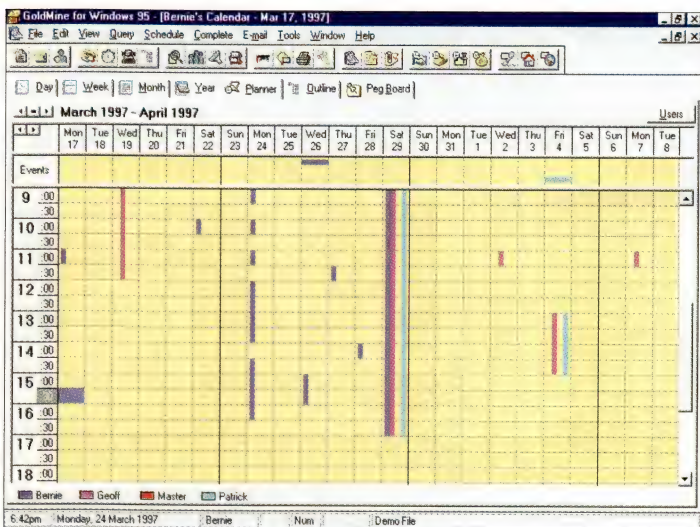 GoldMine for Windows 95 - [Bernie's Calendar - Mar 17, 1997]
File Edit View Query Schedule Complete E-mail Tools Window Help
Day Week Month Year Planner Outline Peg Board
March 1997 - April 1997 Users
Mon Tue Wed Thu Fri Sat Sun Mon Tue Wed Thu Fri Sat Sun Mon Tue Wed Thu Fri Sat Sun Mon Tue
17 18 19 20 21 22 23 24 25 26 27 28 29 30 31 1 2 3 4 5 6 7 8
Events
9 :00
:30
10 :00
:30
11 :00
:30
12 :00
:30
13 :00
:30
14 :00
:30
15 :00
:30
16 :00
:30
17 :00
:30
18 :00
Bernie Geoff Master Patrick
6:42pm Monday, 24 March 1997 Bernie Num Demo File